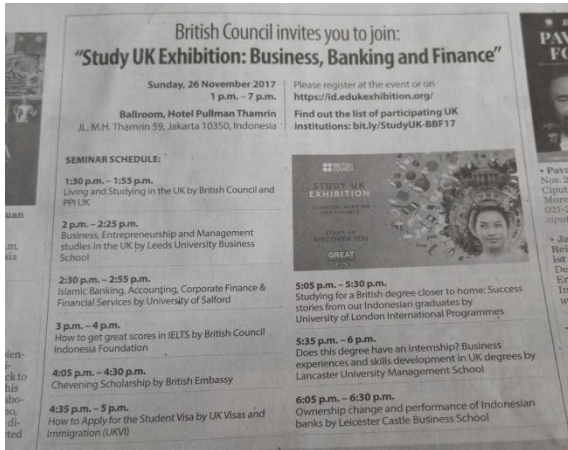 British Council invites you to join:
"Study UK Exhibition: Business, Banking and Finance"
Sunday, 26 November 2017
1 p.m. – 7 p.m.
Ballroom, Hotel Pullman Thamrin
JL. M.H. Thamrin 59, Jakarta 10350, Indonesia
Please register at the event or on
https://id.edukexhibition.org/
Find out the list of participating UK
institutions: bit.ly/StudyUK-BBF17
SEMINAR SCHEDULE:
1:30 p.m. – 1:55 p.m.
Living and Studying in the UK by British Council and
PPI UK
2 p.m. – 2:25 p.m.
Business, Entrepreneurship and Management
studies in the UK by Leeds University Business
School
2:30 p.m. – 2:55 p.m.
Islamic Banking, Accounting, Corporate Finance &
Financial Services by University of Salford
3 p.m. – 4 p.m.
How to get great scores in IELTS by British Council
Indonesia Foundation
4:05 p.m. – 4:30 p.m.
Chevening Scholarship by British Embassy
4:35 p.m. – 5 p.m.
How to Apply for the Student Visa by UK Visas and
Immigration (UKVI)
BRITISH
COUNCIL
STUDY UK
EXHIBITION
BUSINESS, BANKING
AND FINANCE
STUDY UK
DISCOVER YOU
GREAT
5:05 p.m. – 5:30 p.m.
Studying for a British degree closer to home: Success
stories from our Indonesian graduates by
University of London International Programmes
5:35 p.m. – 6 p.m.
Does this degree have an Internship? Business
experiences and skills development in UK degrees by
Lancaster University Management School
6:05 p.m. – 6:30 p.m.
Ownership change and performance of Indonesian
banks by Leicester Castle Business School